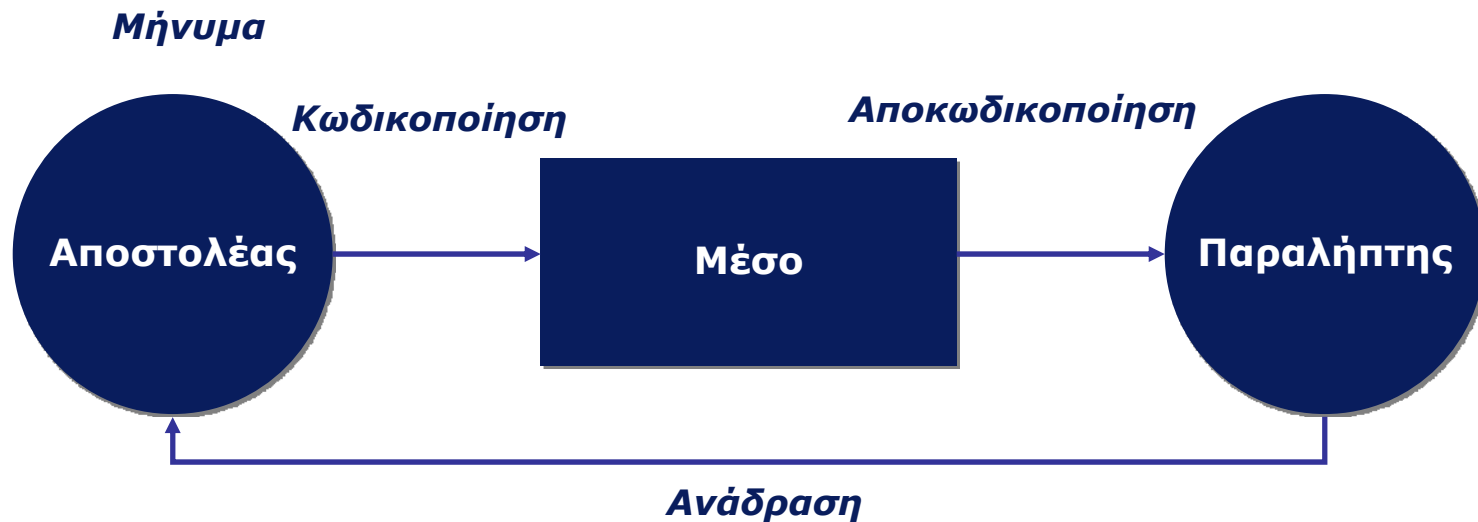 Μήνυμα
Κωδικοποίηση
Αποκωδικοποίηση
Αποστολέας
Μέσο
Παραλήπτης
Ανάδραση